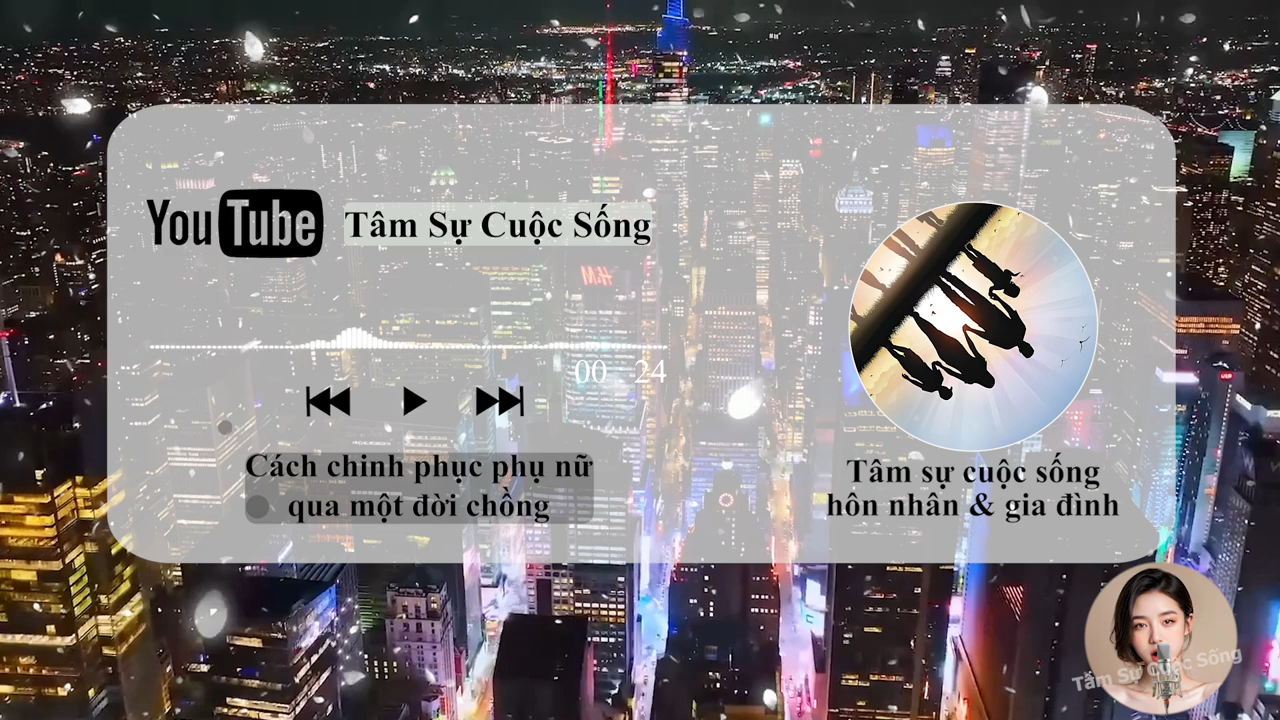 YouTube
Tâm Sự Cuộc Sống
H&M
00 24
Cách chinh phục phụ nữ
qua một đời chồng
Tâm sự cuộc sống
hôn nhân & gia đình
Tâm Sự Cuộc Sống